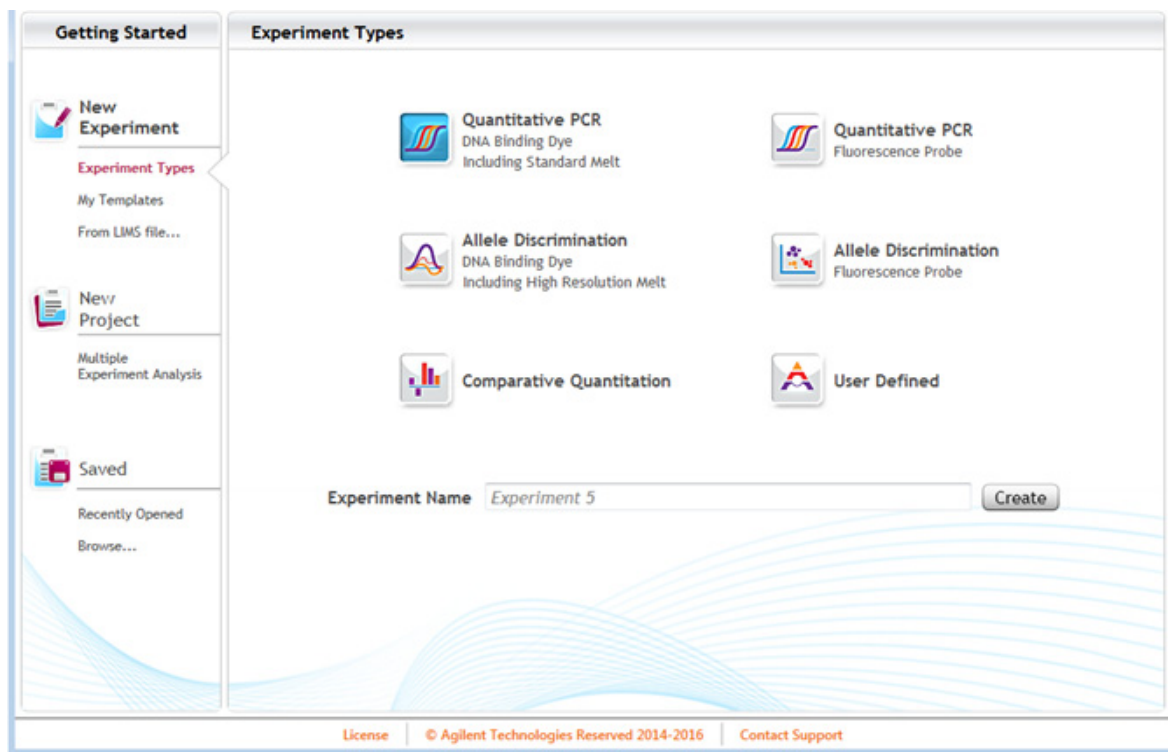 Getting Started
New
Experiment
Experiment Types
My Templates
From LIMS file...
New
Project
Multiple
Experiment Analysis
Saved
Recently Opened
Browse...
Experiment Types
Quantitative PCR
DNA Binding Dye
Including Standard Melt
Quantitative PCR
Fluorescence Probe
Allele Discrimination
DNA Binding Dye
Including High Resolution Melt
Allele Discrimination
Fluorescence Probe
Comparative Quantitation
User Defined
Experiment Name Experiment 5 Create
License © Agilent Technologies Reserved 2014-2016 Contact Support